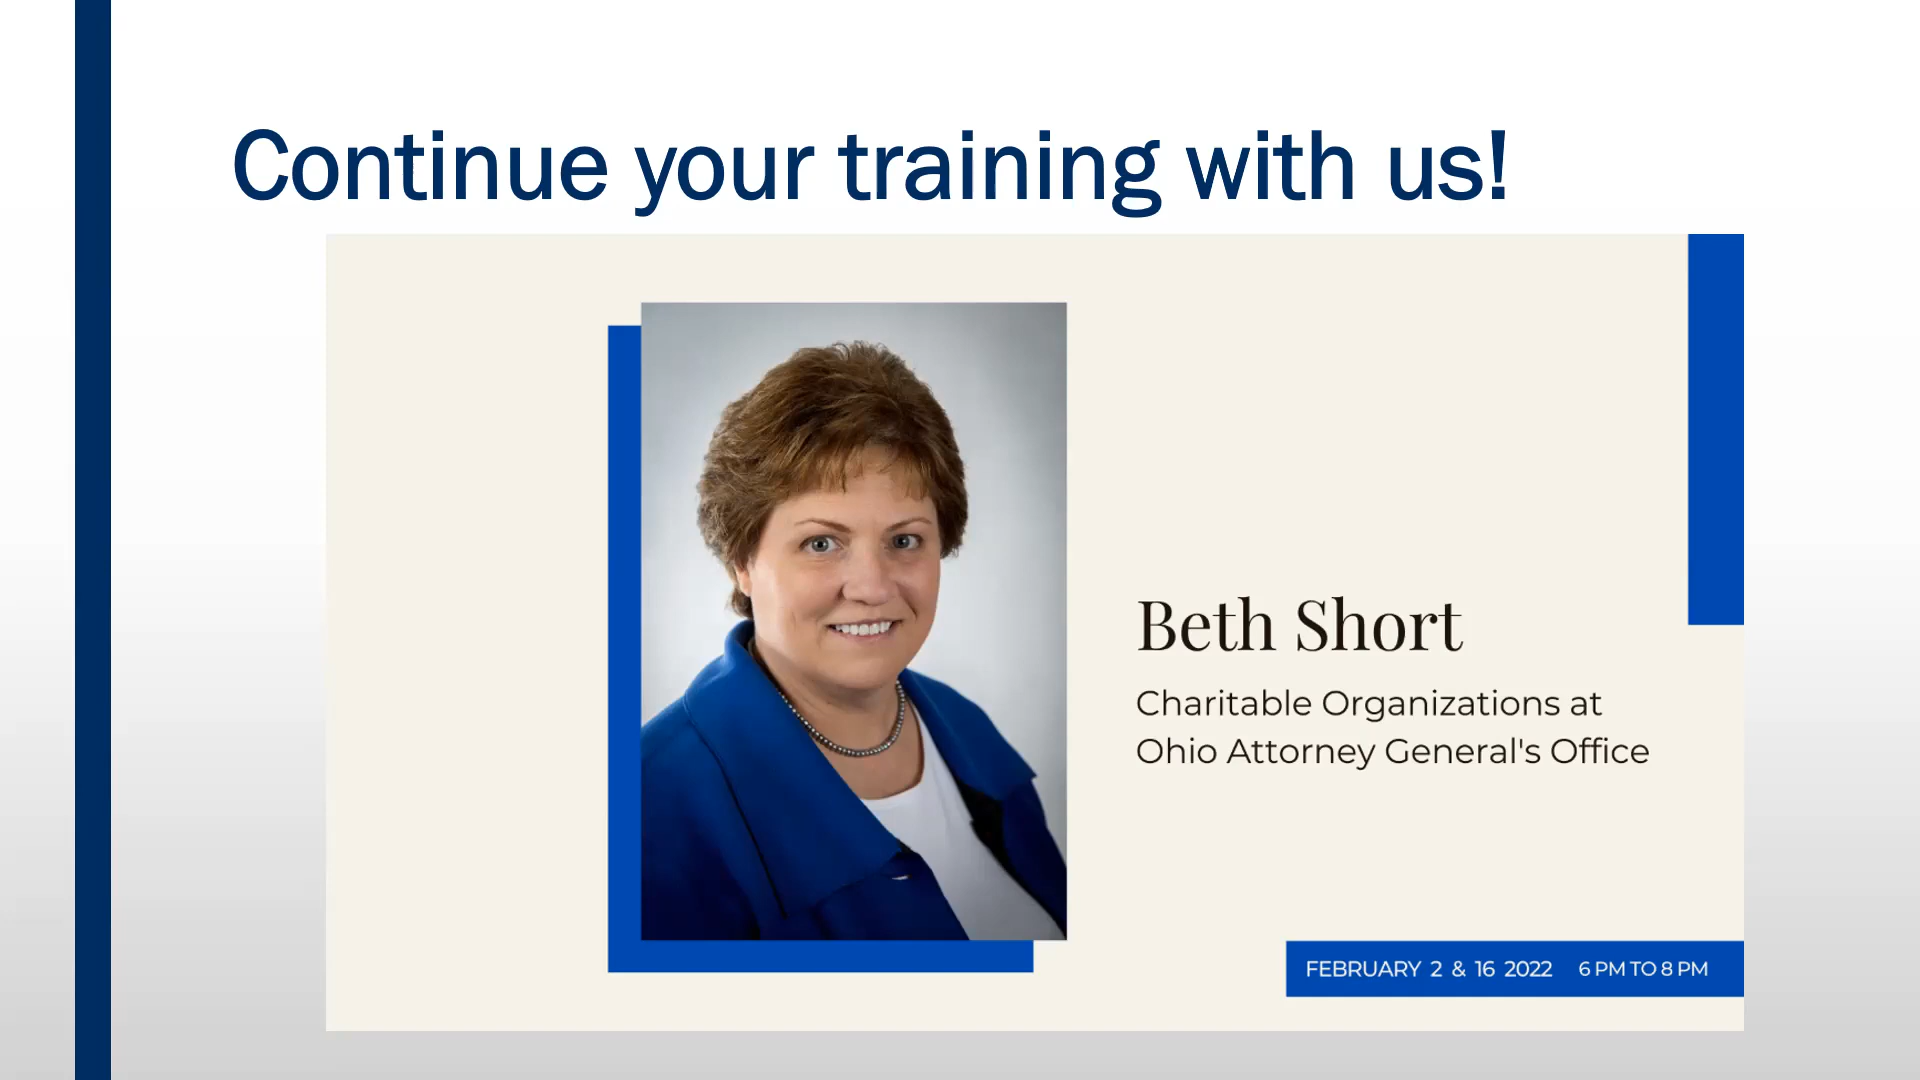 Continue your training with us!
Beth Short
Charitable Organizations at
Ohio Attorney General's Office
FEBRUARY 2 & 16 2022 6 PM TO 8 PM